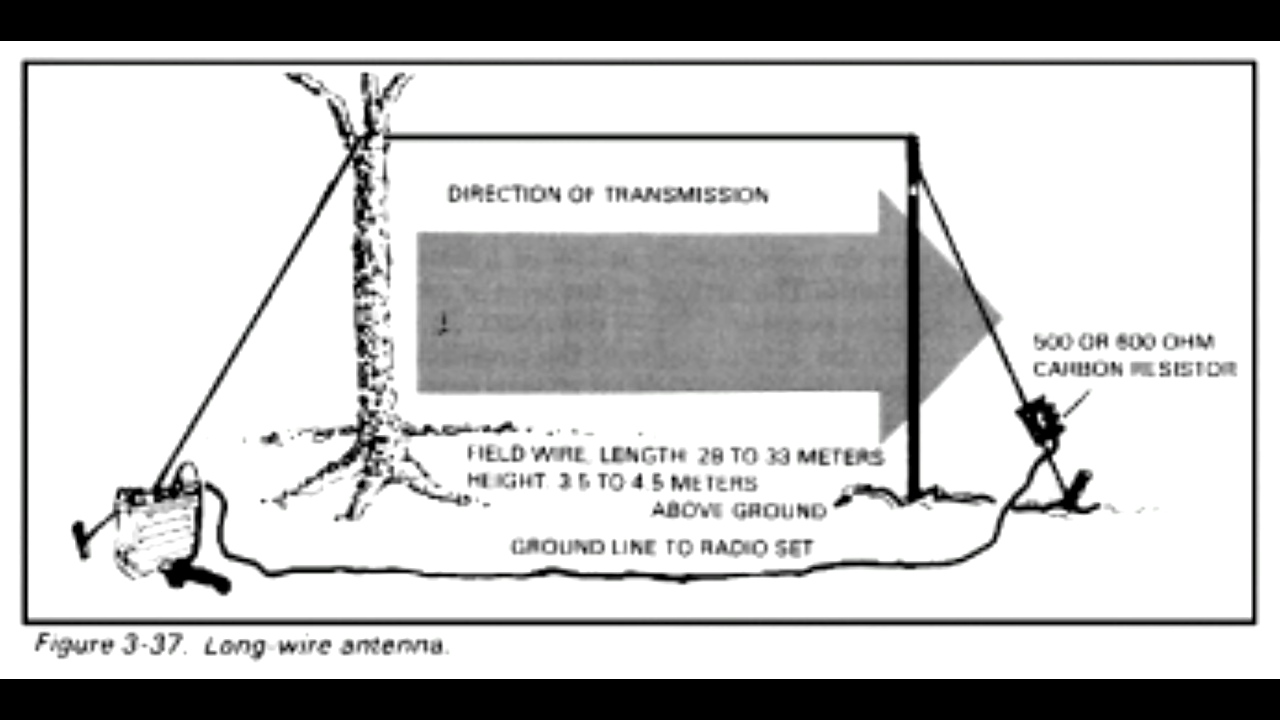 DIRECTION OF TRANSMISSION
500 OR 600 OHM
CARBON RESISTOR
FIELD WIRE, LENGTH: 28 TO 33 METERS
HEIGHT: 3.5 TO 4.5 METERS
ABOVE GROUND
GROUND LINE TO RADIO SET
Figure 3-37. Long-wire antenna.